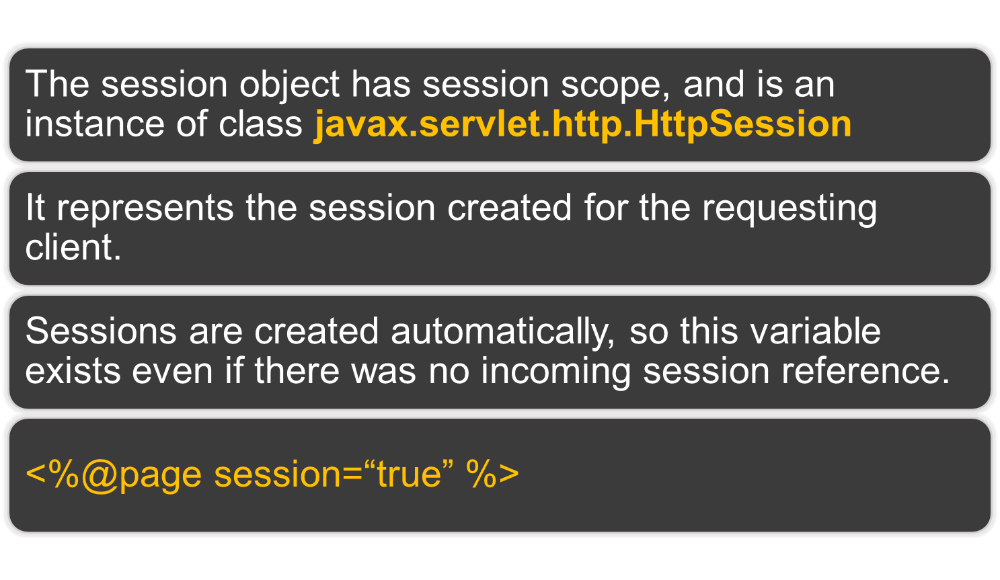 The session object has session scope, and is an
instance of class javax.servlet.http.HttpSession
It represents the session created for the requesting
client.
Sessions are created automatically, so this variable
exists even if there was no incoming session reference.
<%@page session=“true” %>